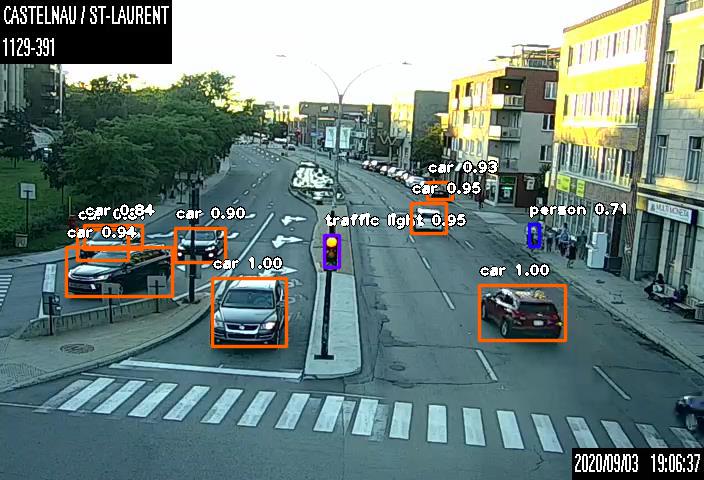 CASTELNAU / ST-LAURENT
1129-391
car 0.93
car 0.95
car 0.84
car 0.90
person 0.71
traffic light 0.95
car 0.94
car 1.00
car 1.00
2020/09/03 19:06:37